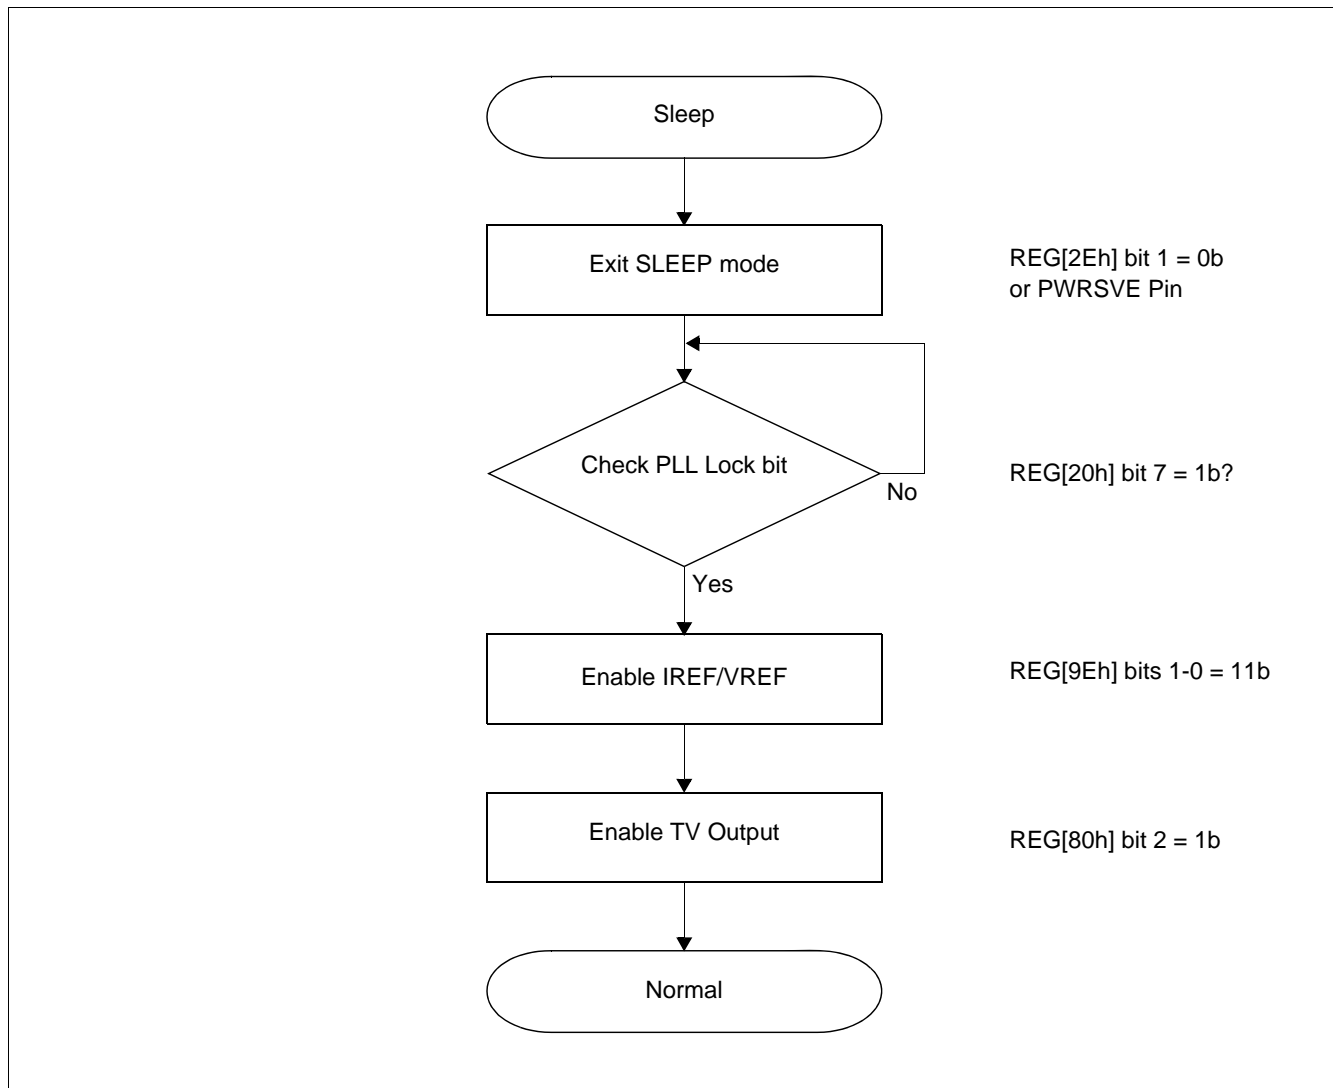 Sleep
Exit SLEEP mode
REG[2Eh] bit 1 = 0b
or PWRSVE Pin
Check PLL Lock bit
REG[20h] bit 7 = 1b?
No
Yes
Enable IREF/VREF
REG[9Eh] bits 1-0 = 11b
Enable TV Output
REG[80h] bit 2 = 1b
Normal